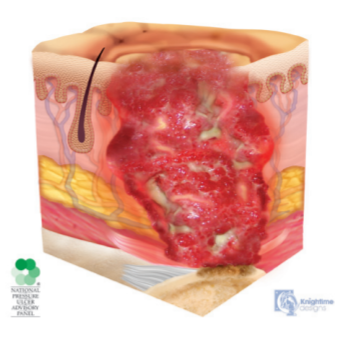 ®
NATIONAL
PRESSURE
ULCER
ADVISORY
PANEL
Knightime
designs